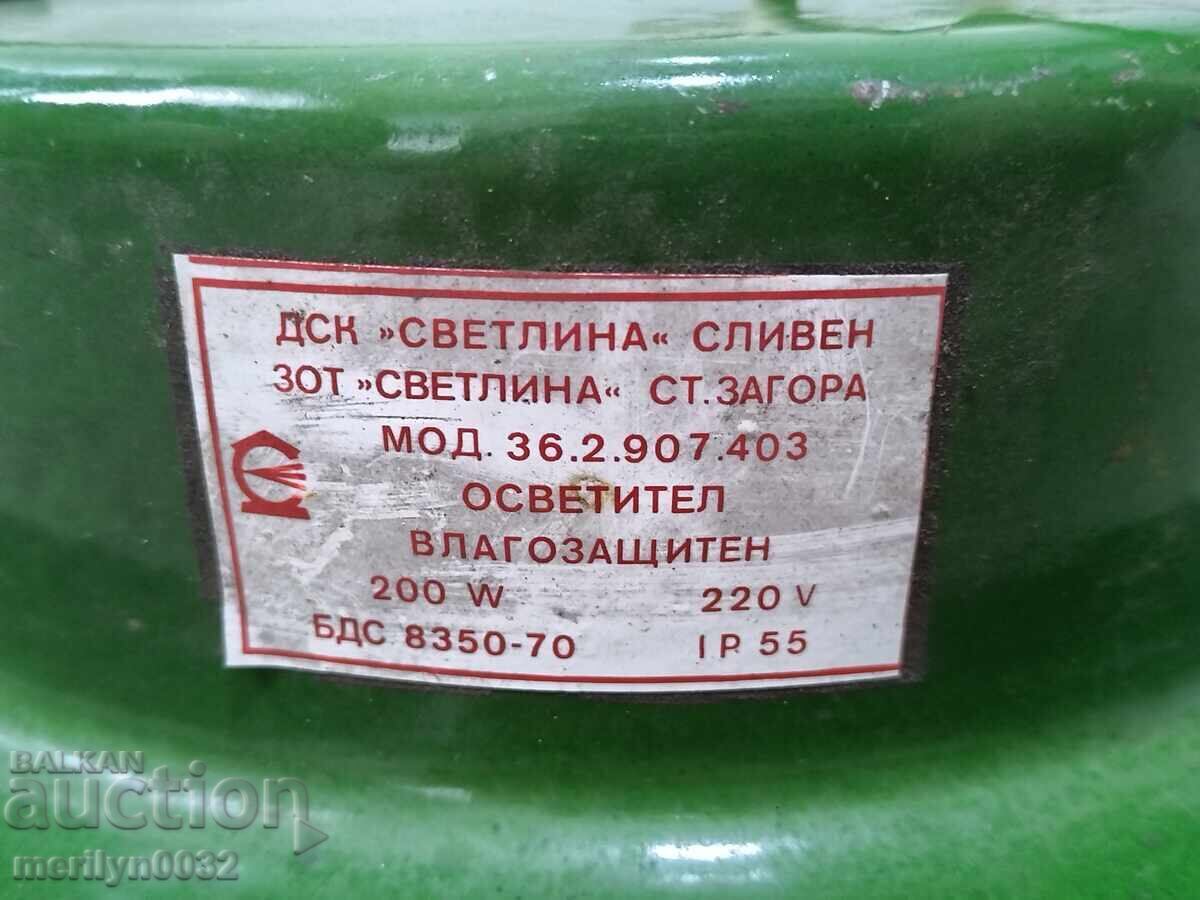 ДСК »СВЕТЛИНА« СЛИВЕН
ЗОТ »СВЕТЛИНА« СТ. ЗАГОРА
МОД. 36.2.907.403
ОСВЕТИТЕЛ
ВЛАГОЗАЩИТЕН
200 W 220 V
БДС 8350-70 IP 55
BALKAN
auction
merilyn0032